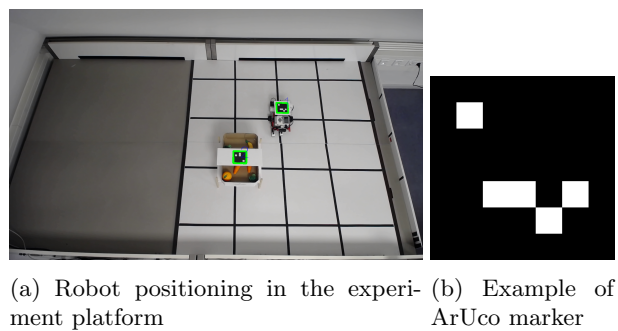 (a) Robot positioning in the experi-
ment platform
(b) Example of
ArUco marker